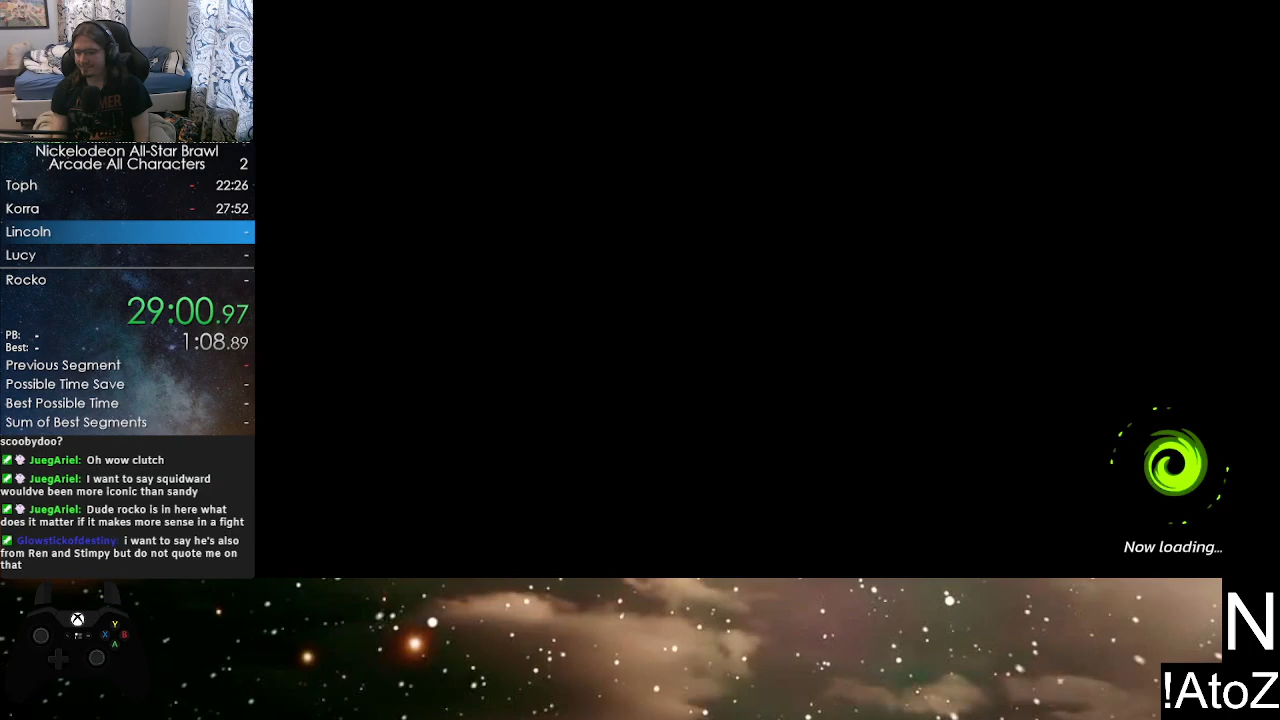 Nickelodeon All-Star Brawl
Arcade All Characters 2
Toph - 22:26
Korra - 27:52
Lincoln -
Lucy -
Rocko -
29:00.97
PB: - 1:08.89
Best: -
Previous Segment -
Possible Time Save -
Best Possible Time -
Sum of Best Segments -
scoobydoo?
JuegAriel: Oh wow clutch
JuegAriel: I want to say squidward
wouldve been more iconic than sandy
JuegAriel: Dude rocko is in here what
does it matter if it makes more sense in a fight
Glowstickofdestiny: i want to say he's also
from Ren and Stimpy but do not quote me on
that
Now loading...
Y
X B
A
N
!AtoZ